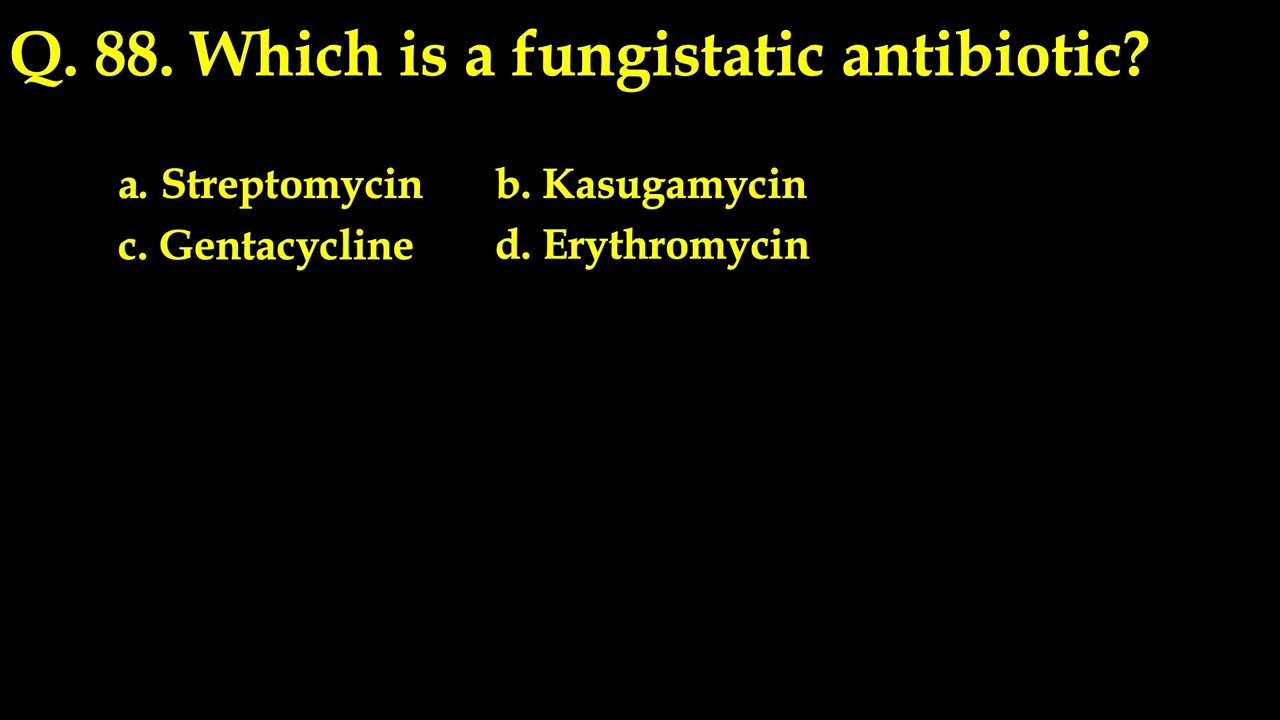 Q. 88. Which is a fungistatic antibiotic?
a. Streptomycin b. Kasugamycin
c. Gentacycline d. Erythromycin